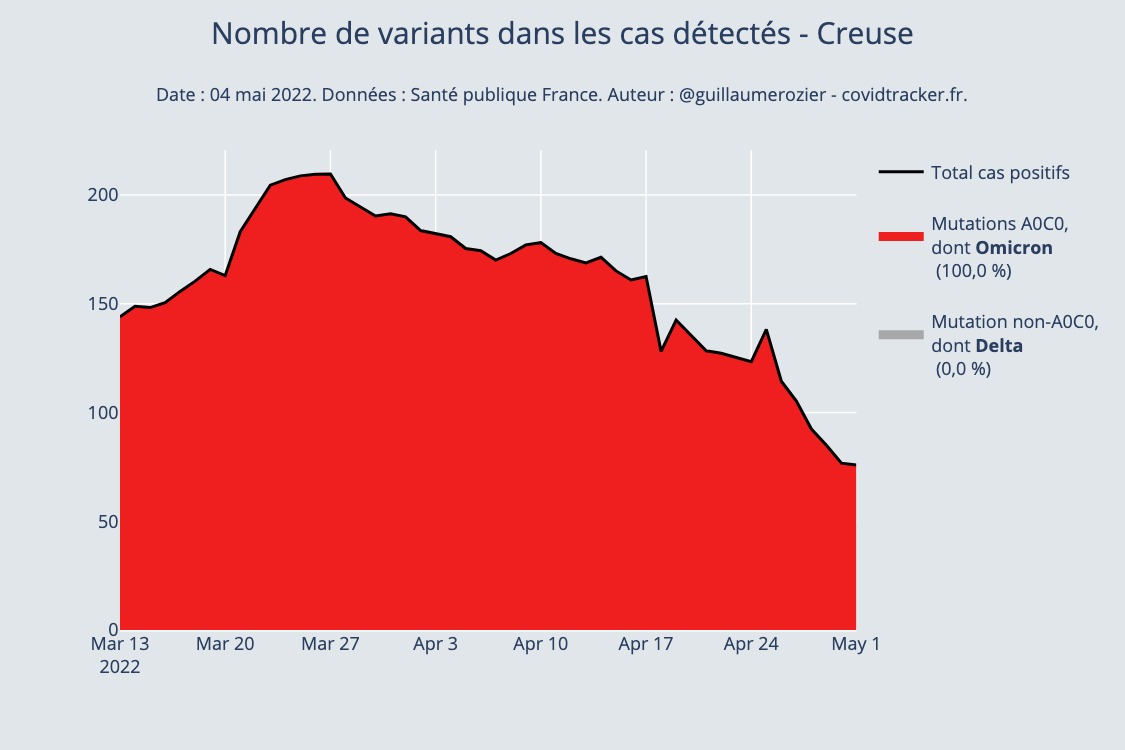 Nombre de variants dans les cas détectés - Creuse
Date : 04 mai 2022. Données : Santé publique France. Auteur : @guillaumerozier - covidtracker.fr.
Total cas positifs
Mutations A0C0,
dont Omicron
(100,0 %)
Mutation non-A0C0,
dont Delta
(0,0 %)
200
150
100
50
0
Mar 13 Mar 20 Mar 27 Apr 3 Apr 10 Apr 17 Apr 24 May 1
2022